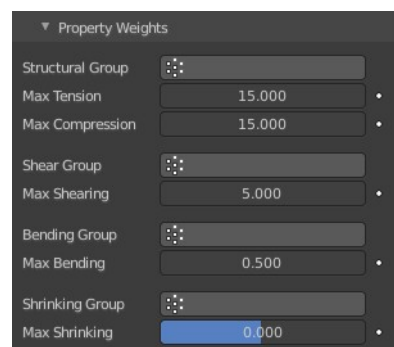 Property Weights
Structural Group
Max Tension 15.000
Max Compression 15.000
Shear Group
Max Shearing 5.000
Bending Group
Max Bending 0.500
Shrinking Group
Max Shrinking 0.000